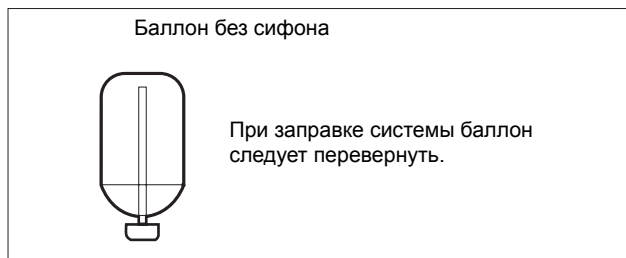 Баллон без сифона
При заправке системы баллон
следует перевернуть.